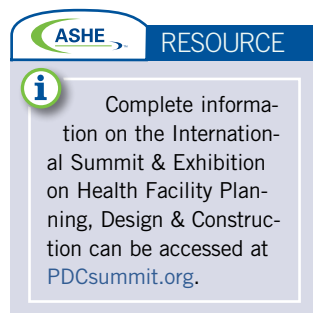 ASHE RESOURCE
i
Complete informa-
tion on the Internation-
al Summit & Exhibition
on Health Facility Plan-
ning, Design & Construc-
tion can be accessed at
PDCsummit.org.